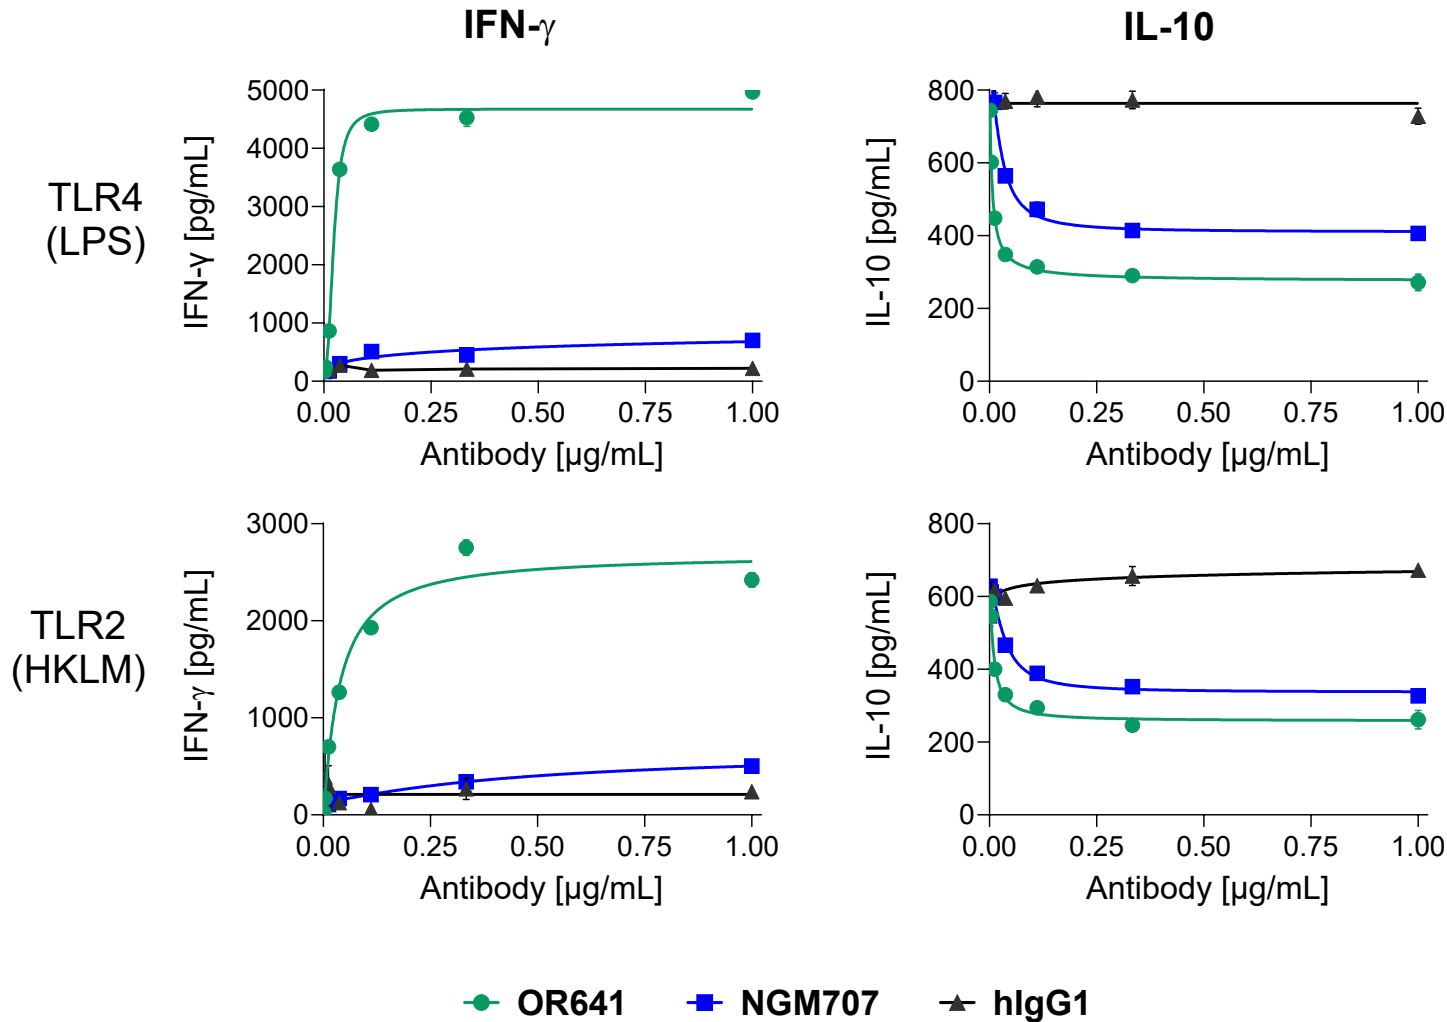 IFN-γ
IL-10
TLR4
(LPS)
IFN-γ [pg/mL]
5000
4000
3000
2000
1000
0
0.00 0.25 0.50 0.75 1.00
Antibody [µg/mL]
IL-10 [pg/mL]
800
600
400
200
0
0.00 0.25 0.50 0.75 1.00
Antibody [µg/mL]
TLR2
(HKLM)
IFN-γ [pg/mL]
3000
2000
1000
0
0.00 0.25 0.50 0.75 1.00
Antibody [µg/mL]
IL-10 [pg/mL]
800
600
400
200
0
0.00 0.25 0.50 0.75 1.00
Antibody [µg/mL]
OR641 NGM707 hIgG1